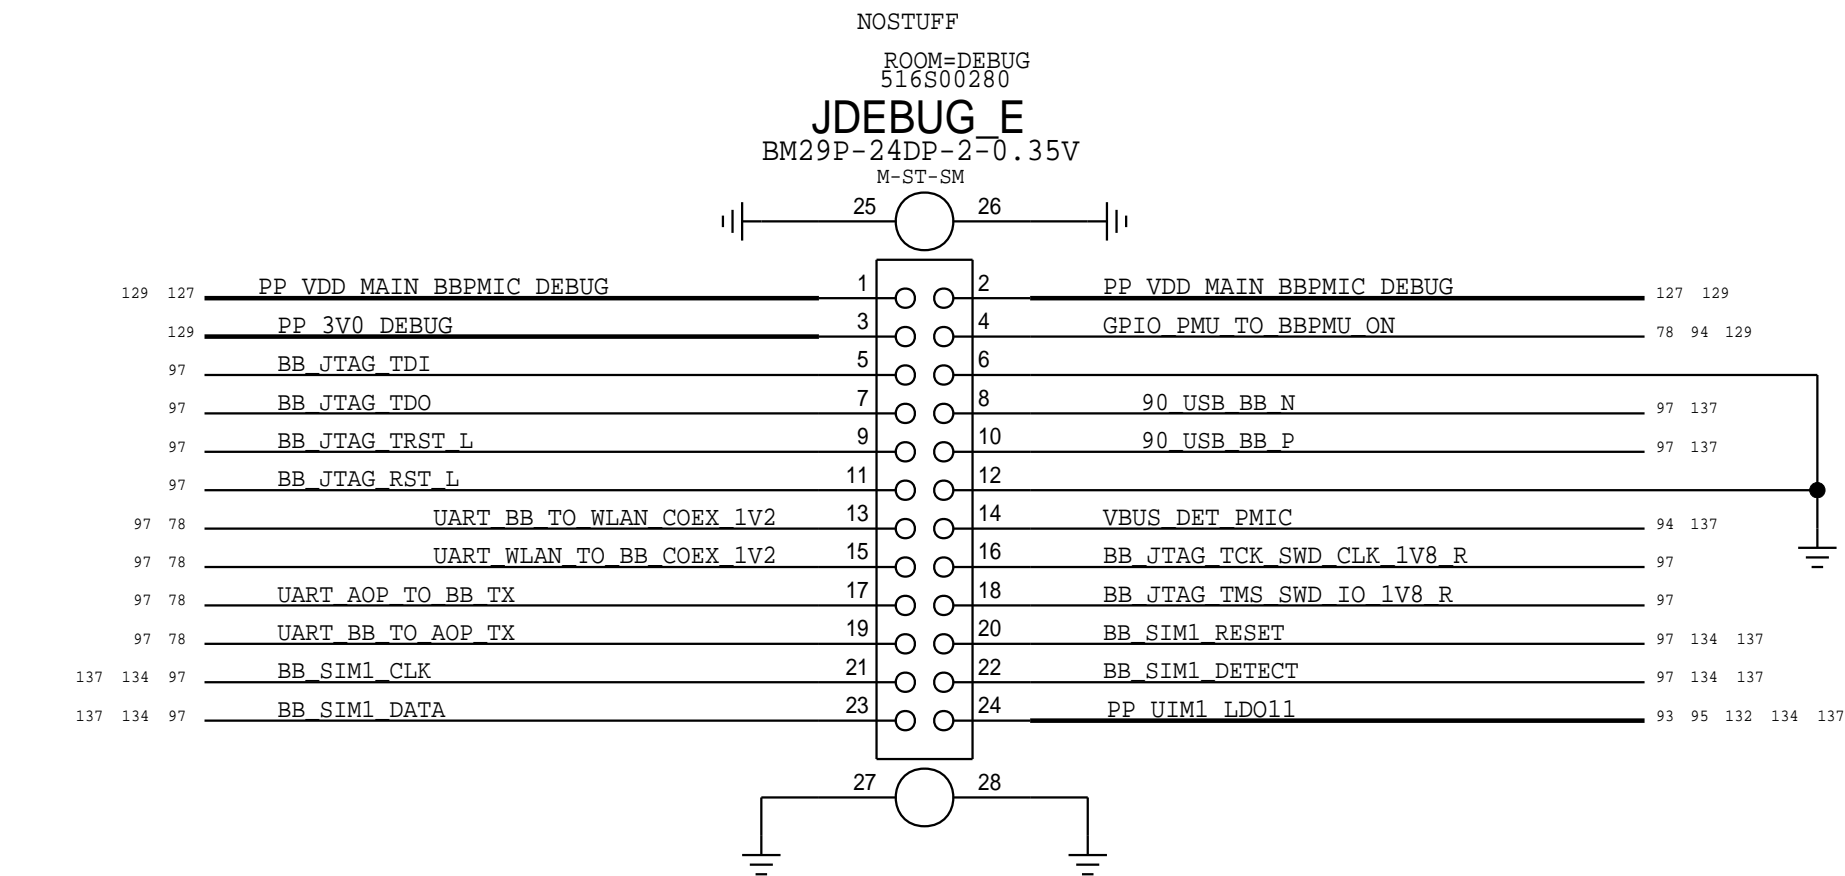 NOSTUFF
ROOM=DEBUG
516S00280
JDEBUG_E
BM29P-24DP-2-0.35V
M-ST-SM
25 26
129 127 PP_VDD_MAIN_BBPMIC_DEBUG 1 2 PP_VDD_MAIN_BBPMIC_DEBUG 127 129
129 PP_3V0_DEBUG 3 4 GPIO_PMU_TO_BBPMU_ON 78 94 129
97 BB_JTAG_TDI 5 6
97 BB_JTAG_TDO 7 8 90_USB_BB_N 97 137
97 BB_JTAG_TRST_L 9 10 90_USB_BB_P 97 137
97 BB_JTAG_RST_L 11 12
97 78 UART_BB_TO_WLAN_COEX_1V2 13 14 VBUS_DET_PMIC 94 137
97 78 UART_WLAN_TO_BB_COEX_1V2 15 16 BB_JTAG_TCK_SWD_CLK_1V8_R 97
97 78 UART_AOP_TO_BB_TX 17 18 BB_JTAG_TMS_SWD_IO_1V8_R 97
97 78 UART_BB_TO_AOP_TX 19 20 BB_SIM1_RESET 97 134 137
137 134 97 BB_SIM1_CLK 21 22 BB_SIM1_DETECT 97 134 137
137 134 97 BB_SIM1_DATA 23 24 PP_UIM1_LDO11 93 95 132 134 137
27 28